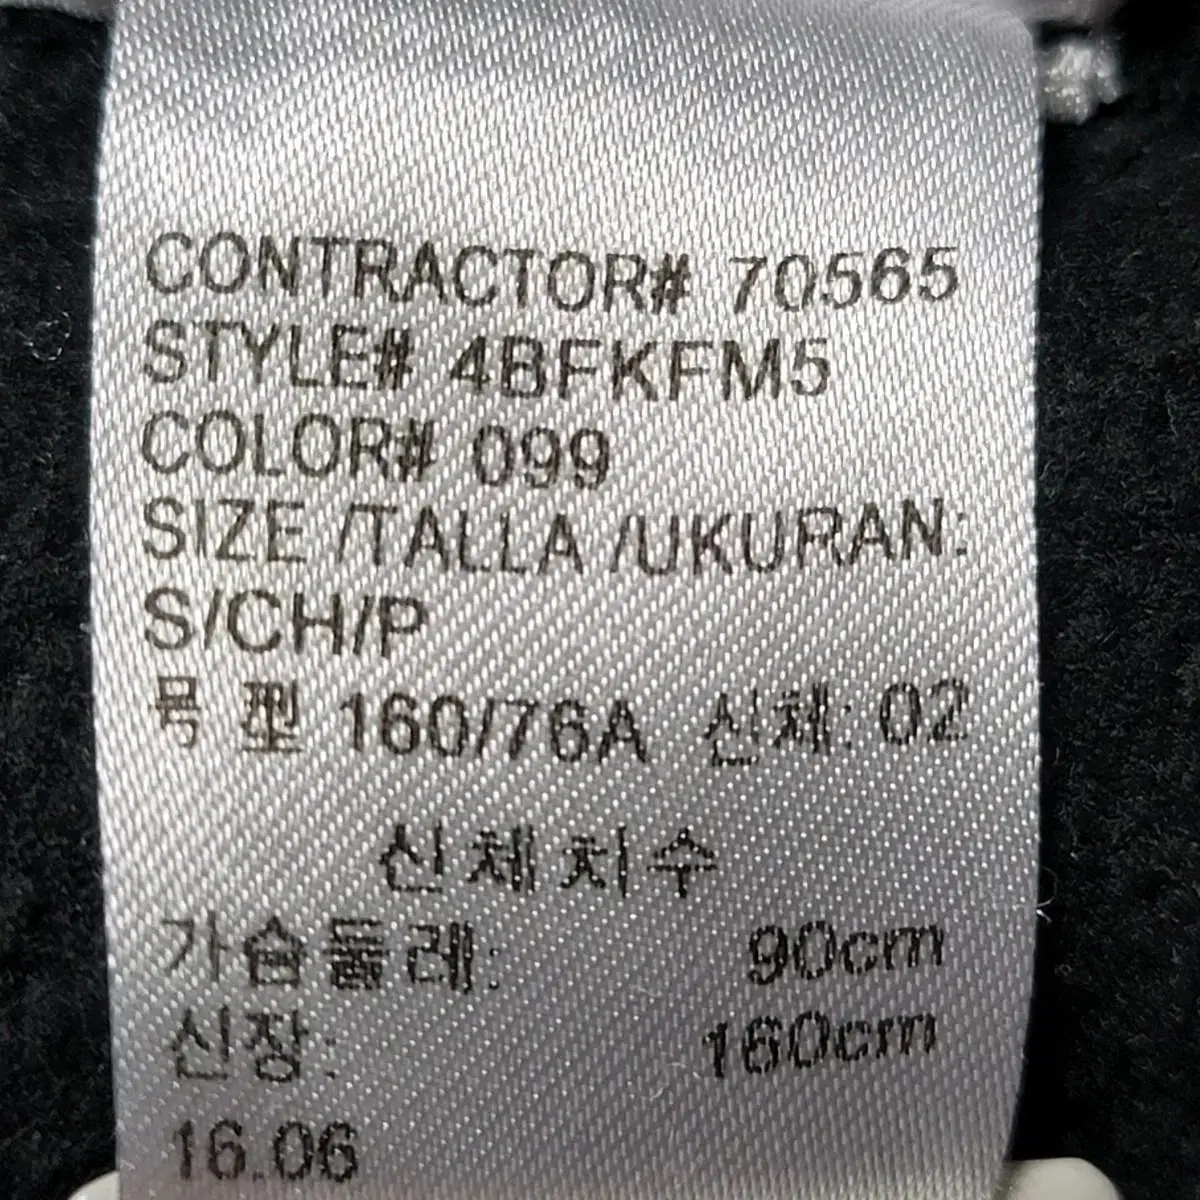 CONTRACTOR# 70565
STYLE# 4BFKFM5
COLOR# 099
SIZE /TALLA /UKURAN:
S/CH/P
号 型 160/76A 신체: 02
신체치수
가슴둘레: 90cm
신장: 160cm
16.06